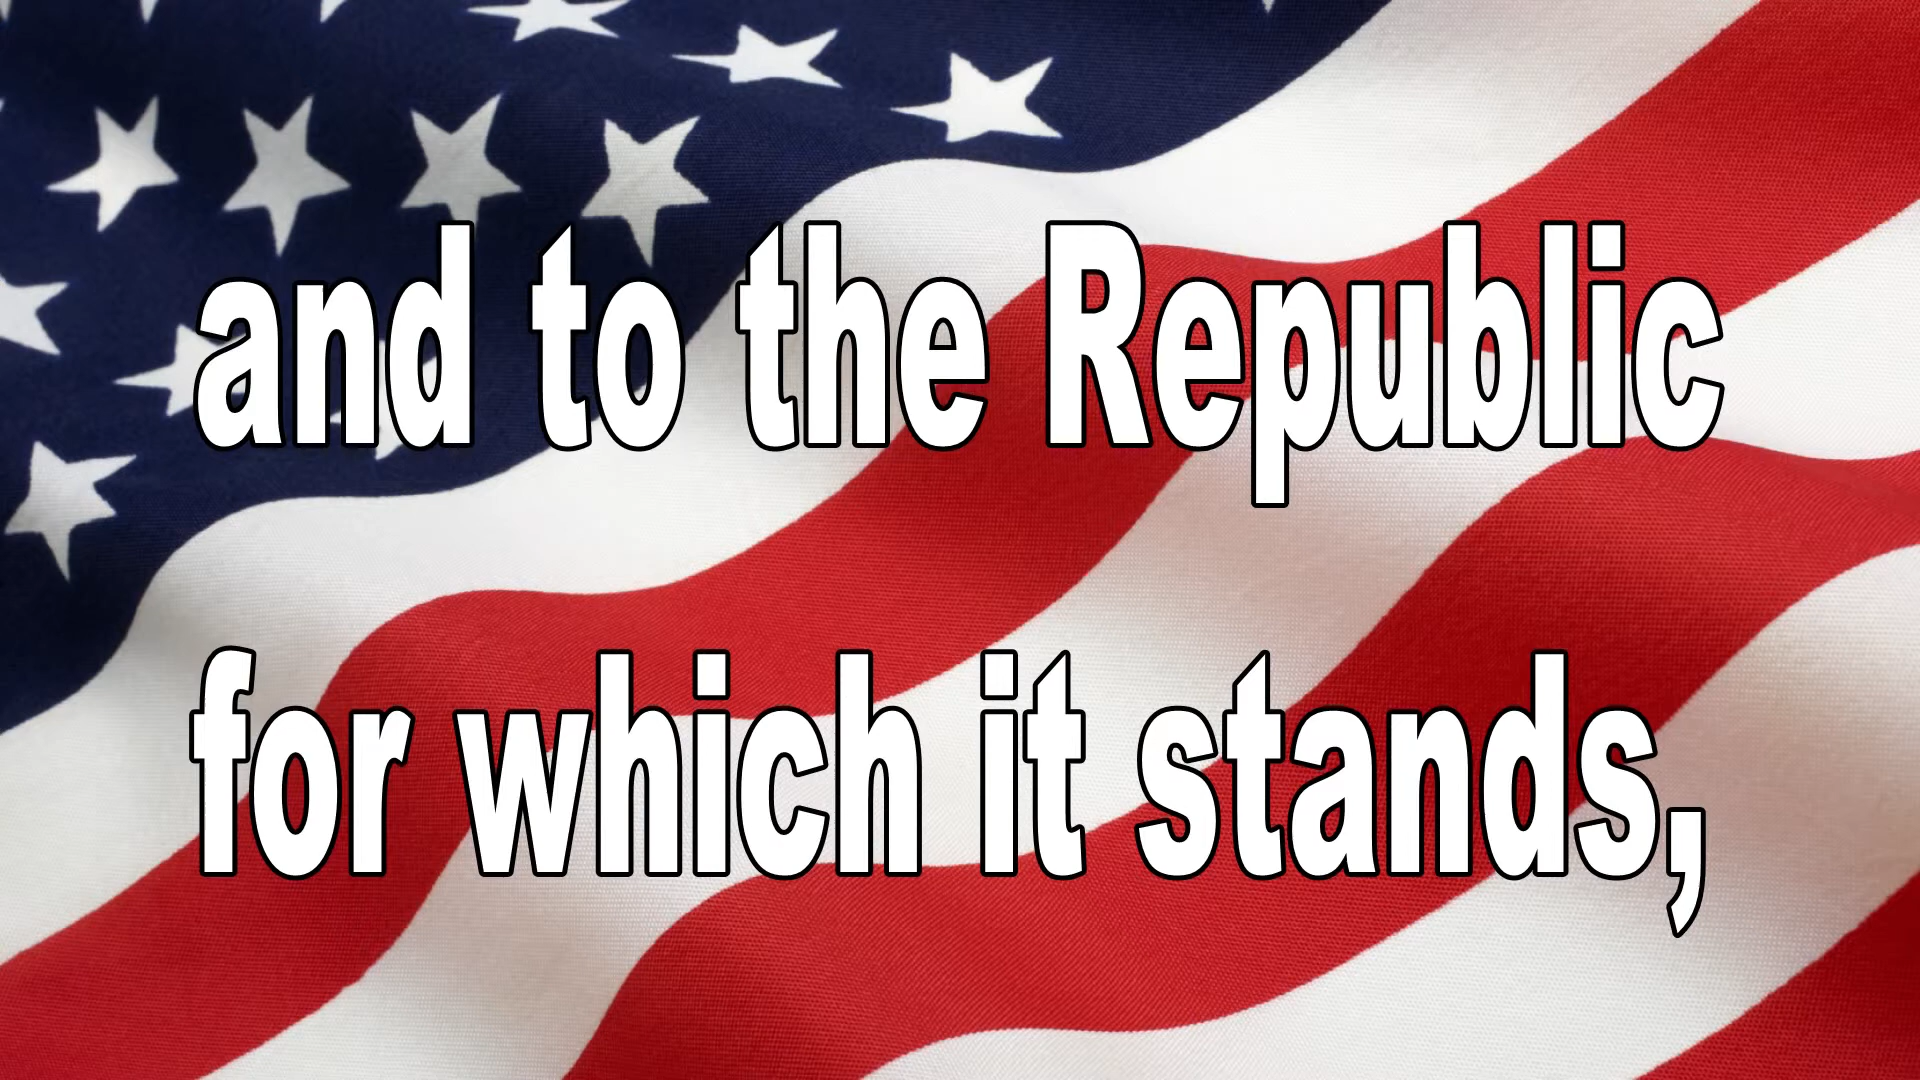 and to the Republic
for which it stands,